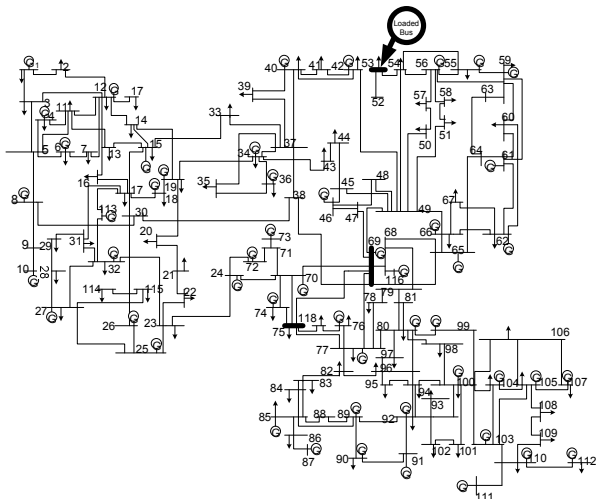 Loaded
Bus
G 1 2
12 G 17
3 G 4 11
14
5 6 G 7 13 15
G
16 17 G 19
18
8 G 113 G
30
9 29 31 20
10 G 28 32 G 21
27 G 114 115 22
26 G 23
25 G
40 G 41 42 G 53 54 56 G 55 G 59
G
39 52 57 58 63
33 50 51 60
44 64 G 61
34 G 37 43
35 36 G 45 48
G 46 47 49 67
38 68 66 G
65 G 62 G
73 G 69 G
72 G 71 116 G
24 G 70 G 79
74 G 78 81
75 118 G 76 80 G G 99 106
77 G 97 98
82 96
84 83 95 94 G 100 104 G 105 G 107 G
93 108
85 G 88 89 G 92 G
109
86 102 101 G 103
87 G 90 G 91 G
110 G 112 G
G 111